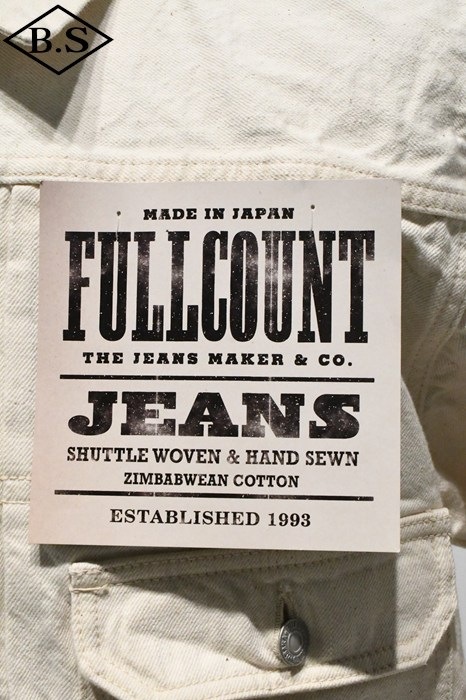 B.S
MADE IN JAPAN
FULLCOUNT
THE JEANS MAKER & CO.
JEANS
SHUTTLE WOVEN & HAND SEWN
ZIMBABWEAN COTTON
ESTABLISHED 1993